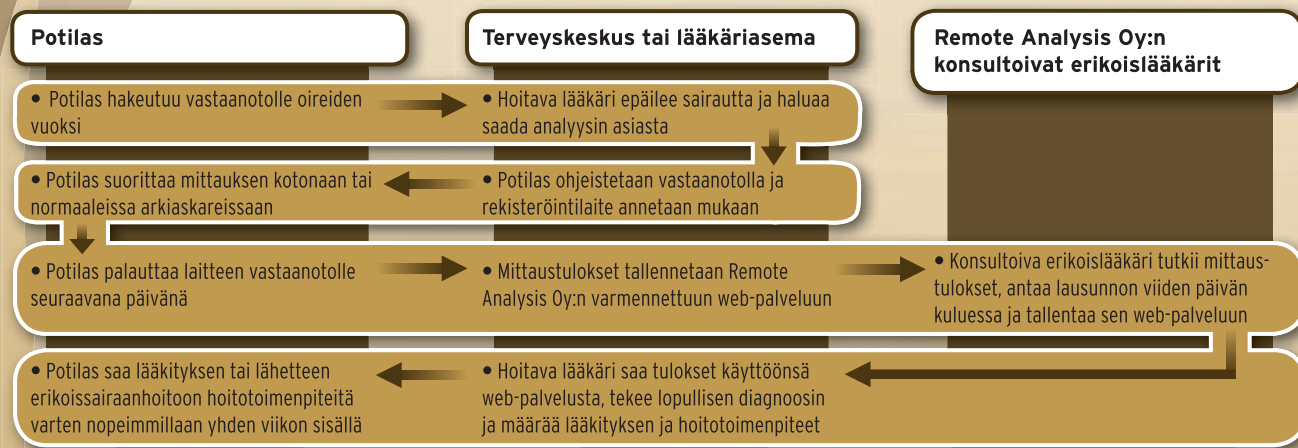 Potilas
Terveyskeskus tai lääkäriasema
Remote Analysis Oy:n
konsultoivat erikoislääkärit
• Potilas hakeutuu vastaanotolle oireiden
vuoksi
• Hoitava lääkäri epäilee sairautta ja haluaa
saada analyysin asiasta
• Potilas ohjeistetaan vastaanotolla ja
rekisteröintilaite annetaan mukaan
• Potilas suorittaa mittauksen kotonaan tai
normaaleissa arkiaskareissaan
• Potilas palauttaa laitteen vastaanotolle
seuraavana päivänä
• Mittaustulokset tallennetaan Remote
Analysis Oy:n varmennettuun web-palveluun
• Konsultoiva erikoislääkäri tutkii mittaus-
tulokset, antaa lausunnon viiden päivän
kuluessa ja tallentaa sen web-palveluun
• Hoitava lääkäri saa tulokset käyttöönsä
web-palvelusta, tekee lopullisen diagnoosin
ja määrää lääkityksen ja hoitotoimenpiteet
• Potilas saa lääkityksen tai lähetteen
erikoissairaanhoitoon hoitotoimenpiteitä
varten nopeimmillaan yhden viikon sisällä